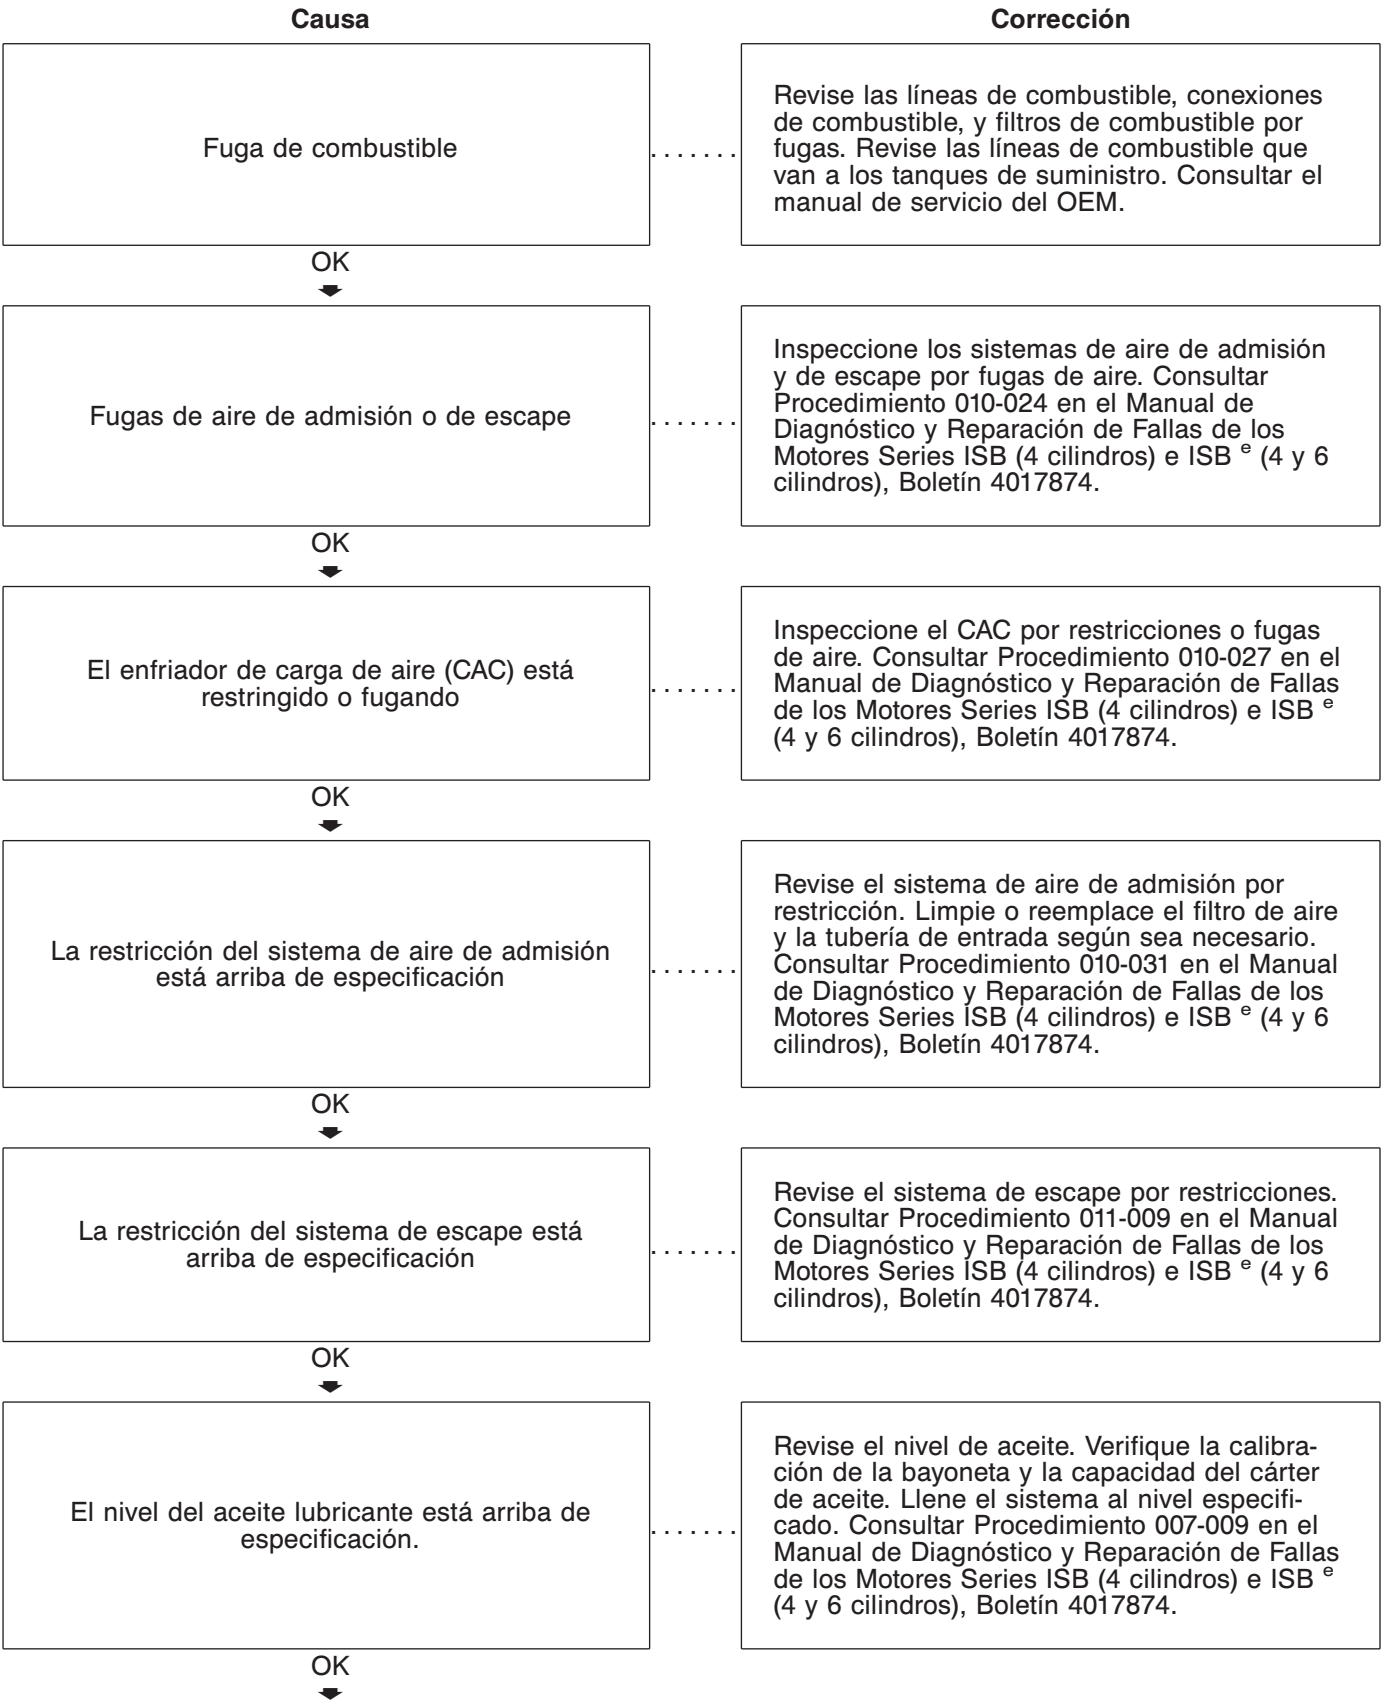 Causa
Corrección
Fuga de combustible
. . . . . . .
Revise las líneas de combustible, conexiones
de combustible, y filtros de combustible por
fugas. Revise las líneas de combustible que
van a los tanques de suministro. Consultar el
manual de servicio del OEM.
OK
Fugas de aire de admisión o de escape
. . . . . . .
Inspeccione los sistemas de aire de admisión
y de escape por fugas de aire. Consultar
Procedimiento 010-024 en el Manual de
Diagnóstico y Reparación de Fallas de los
Motores Series ISB (4 cilindros) e ISB e (4 y 6
cilindros), Boletín 4017874.
OK
El enfriador de carga de aire (CAC) está
restringido o fugando
. . . . . . .
Inspeccione el CAC por restricciones o fugas
de aire. Consultar Procedimiento 010-027 en el
Manual de Diagnóstico y Reparación de Fallas
de los Motores Series ISB (4 cilindros) e ISB e
(4 y 6 cilindros), Boletín 4017874.
OK
La restricción del sistema de aire de admisión
está arriba de especificación
. . . . . . .
Revise el sistema de aire de admisión por
restricción. Limpie o reemplace el filtro de aire
y la tubería de entrada según sea necesario.
Consultar Procedimiento 010-031 en el Manual
de Diagnóstico y Reparación de Fallas de los
Motores Series ISB (4 cilindros) e ISB e (4 y 6
cilindros), Boletín 4017874.
OK
La restricción del sistema de escape está
arriba de especificación
. . . . . . .
Revise el sistema de escape por restricciones.
Consultar Procedimiento 011-009 en el Manual
de Diagnóstico y Reparación de Fallas de los
Motores Series ISB (4 cilindros) e ISB e (4 y 6
cilindros), Boletín 4017874.
OK
El nivel del aceite lubricante está arriba de
especificación.
. . . . . . .
Revise el nivel de aceite. Verifique la calibra-
ción de la bayoneta y la capacidad del cárter
de aceite. Llene el sistema al nivel especifi-
cado. Consultar Procedimiento 007-009 en el
Manual de Diagnóstico y Reparación de Fallas
de los Motores Series ISB (4 cilindros) e ISB e
(4 y 6 cilindros), Boletín 4017874.
OK